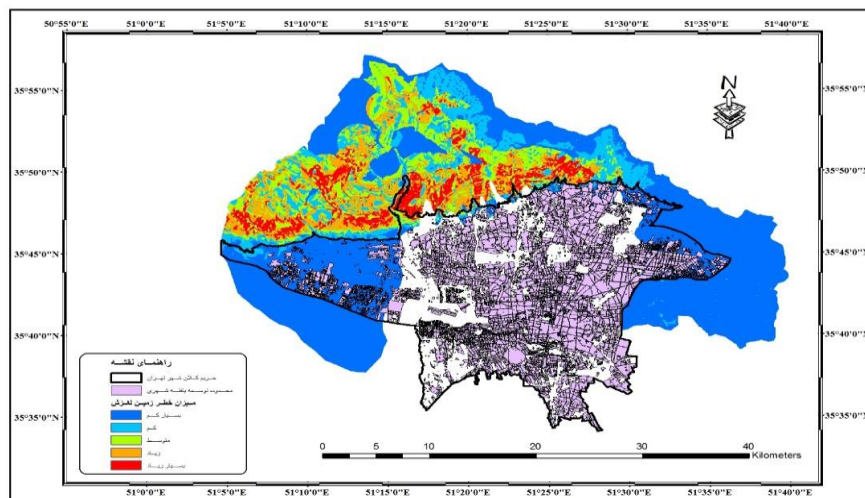 50°55'0"E 51°0'0"E 51°5'0"E 51°10'0"E 51°15'0"E 51°20'0"E 51°25'0"E 51°30'0"E 51°35'0"E 51°40'0"E
35°55'0"N 35°55'0"N
N
35°50'0"N 35°50'0"N
35°45'0"N 35°45'0"N
35°40'0"N 35°40'0"N
راهنمای نقشه
حریم کلان شهر تهران
محدوده توسعه یافته شهری
35°35'0"N 35°35'0"N
میزان خطر زمین لغزش
بسیار کم
کم
متوسط
زیاد
بسیار زیاد
0 5 10 20 30 40
Kilometers
51°0'0"E 51°5'0"E 51°10'0"E 51°15'0"E 51°20'0"E 51°25'0"E 51°30'0"E 51°35'0"E 51°40'0"E